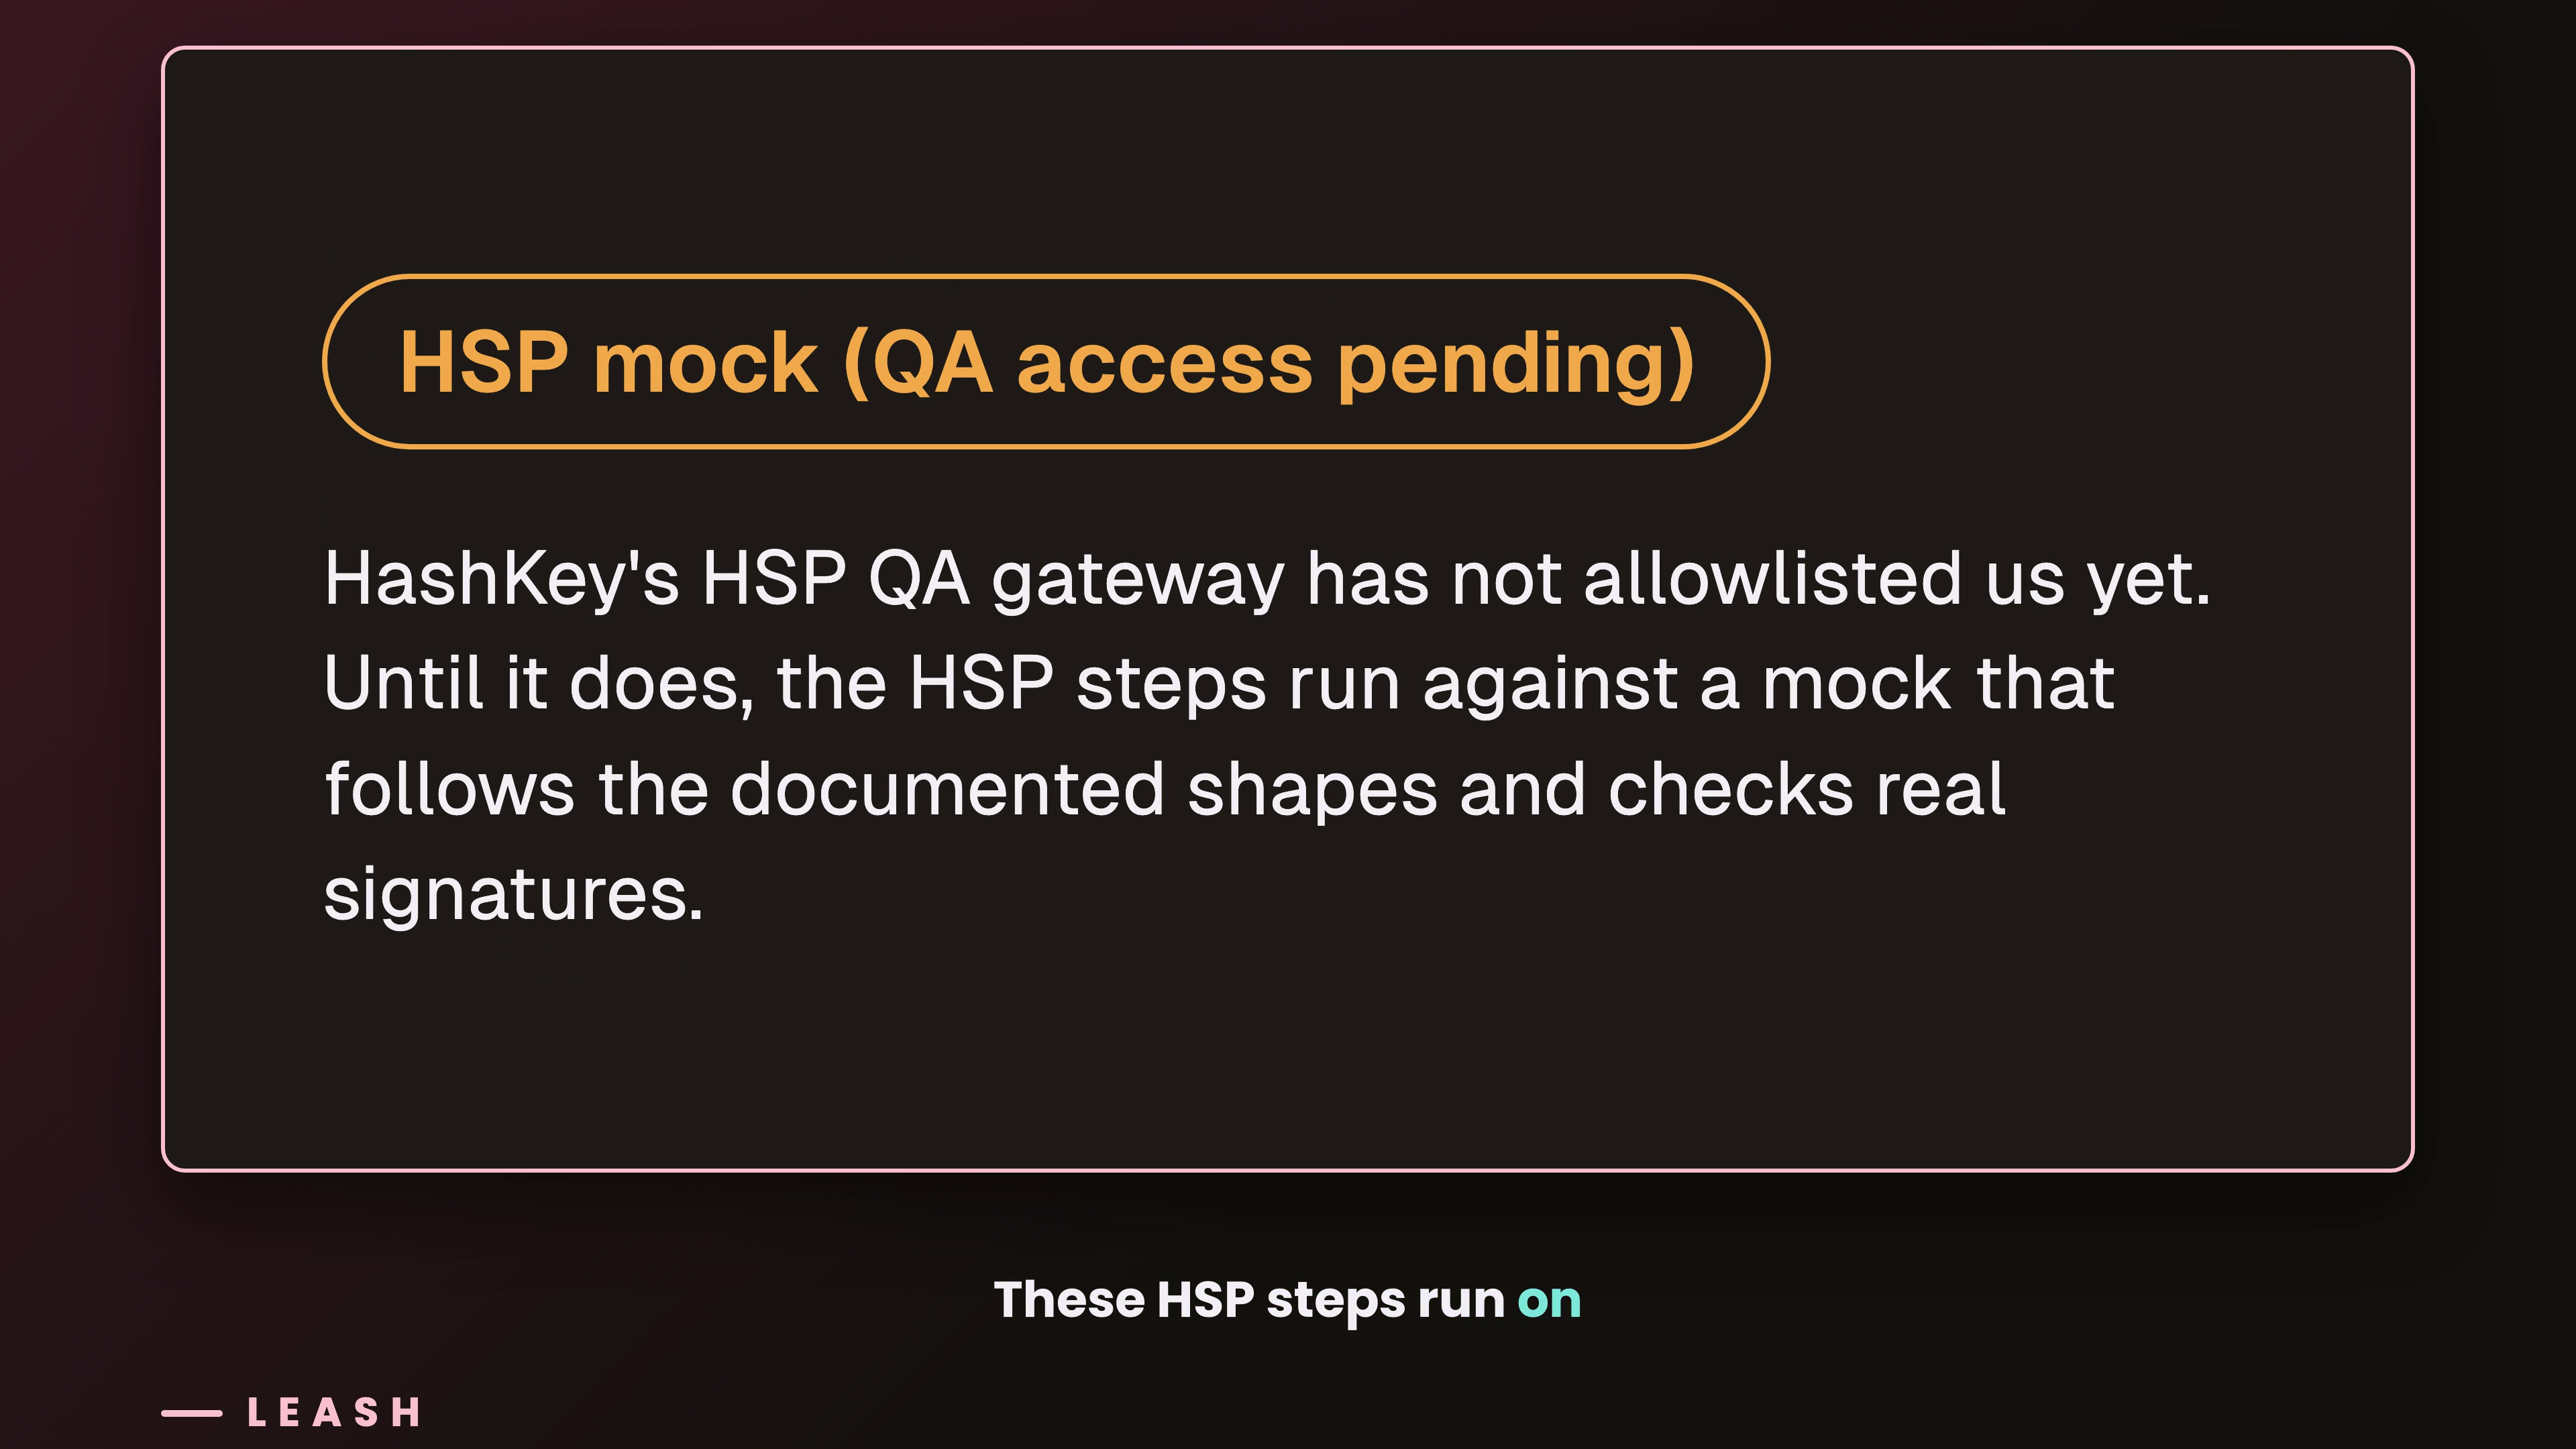 HSP mock (QA access pending)
HashKey's HSP QA gateway has not allowlisted us yet.
Until it does, the HSP steps run against a mock that
follows the documented shapes and checks real
signatures.
These HSP steps run on
LEASH